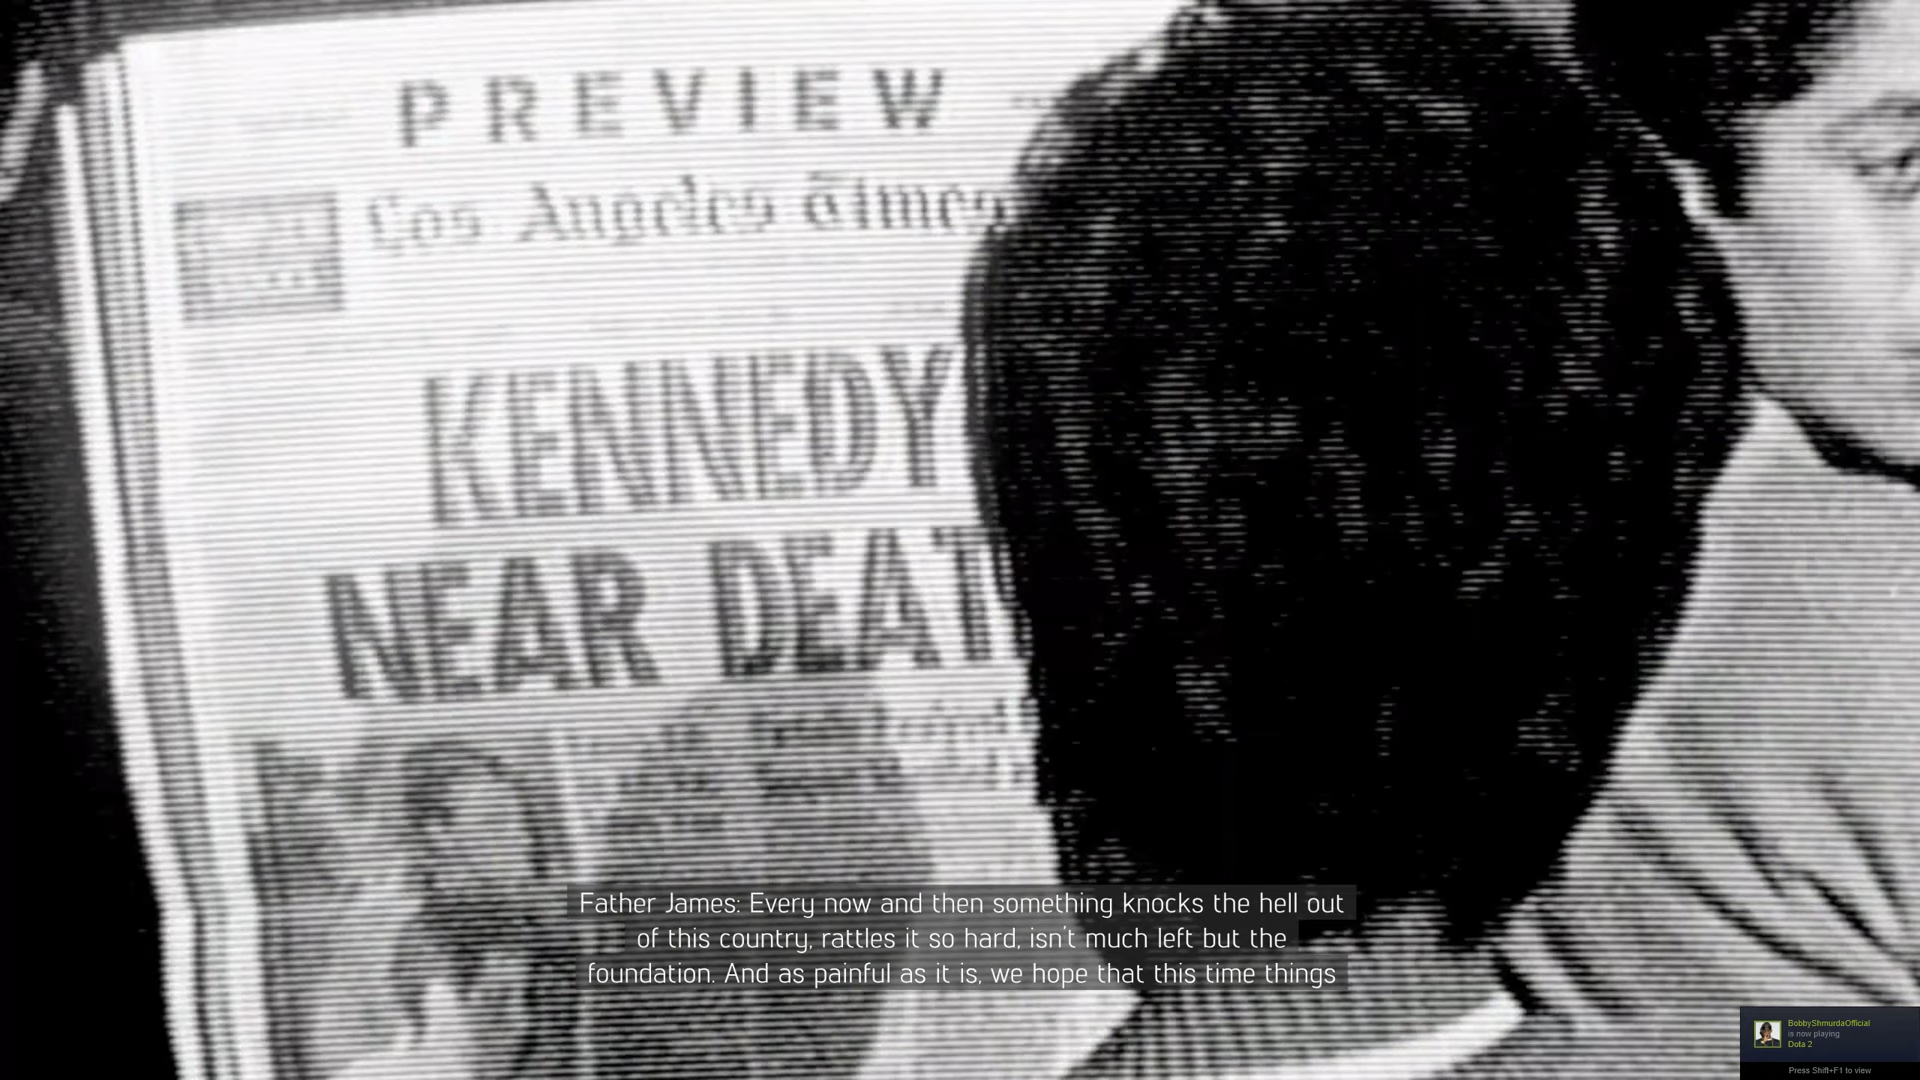 PREVIEW
Los Angeles Times
KENNEDY
NEAR DEAT
Father James: Every now and then something knocks the hell out
of this country, rattles it so hard, isn't much left but the
foundation. And as painful as it is, we hope that this time things
BobbyShmurdaOfficial
is now playing
Dota 2
Press Shift+F1 to view